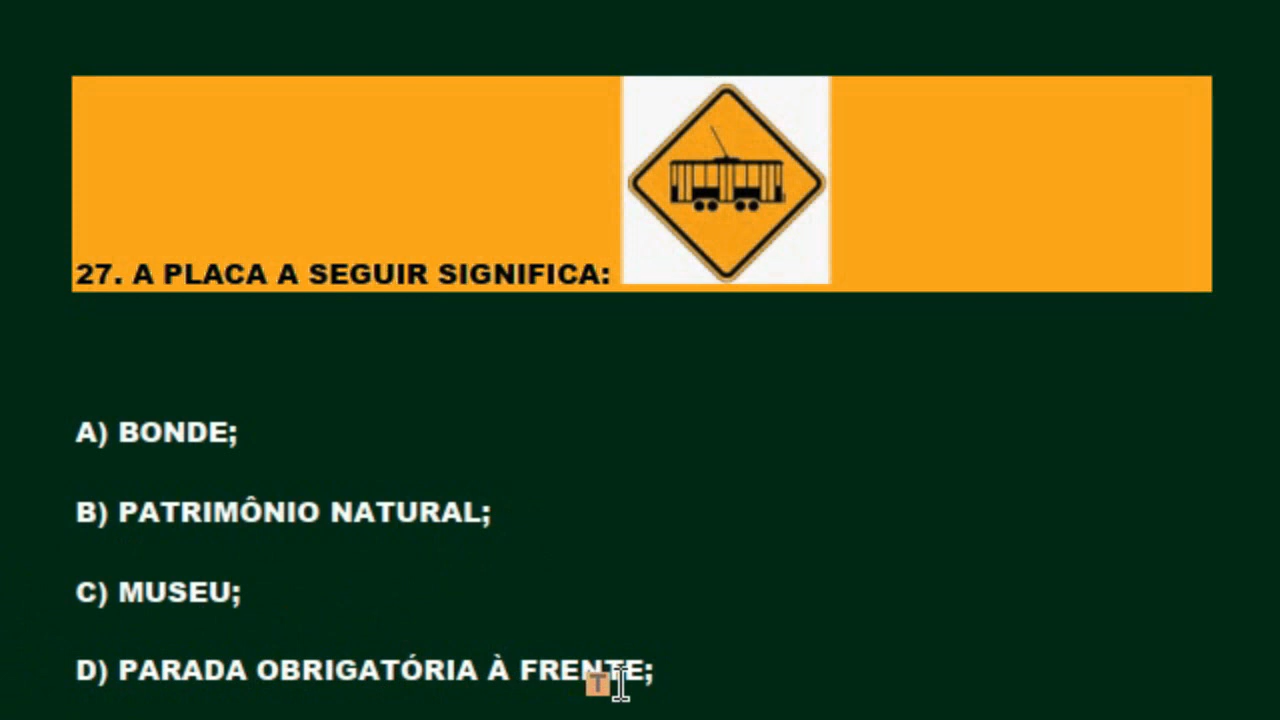 27. A PLACA A SEGUIR SIGNIFICA:
A) BONDE;
B) PATRIMÔNIO NATURAL;
C) MUSEU;
D) PARADA OBRIGATÓRIA À FRENTE;
T